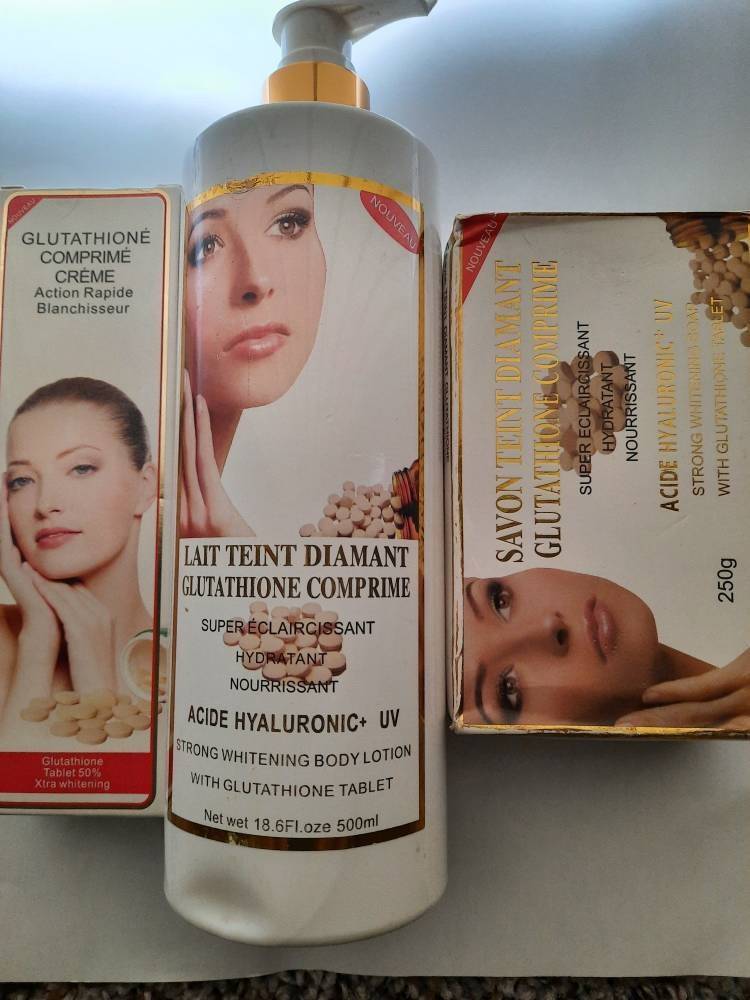 NOUVEAU
GLUTATHIONÉ
COMPRIMÉ
CRÉME
Action Rapide
Blanchisseur
Glutathione
Tablet 50%
Xtra whitening
NOUVEAU
LAIT TEINT DIAMANT
GLUTATHIONE COMPRIME
SUPER ÉCLAIRCISSANT
HYDRATANT
NOURRISSANT
ACIDE HYALURONIC+ UV
STRONG WHITENING BODY LOTION
WITH GLUTATHIONE TABLET
Net wet 18.6Fl.oze 500ml
NOUVEAU
SAVON TEINT DIAMANT
GLUTATHIONE COMPRIME
SUPER ECLAIRCISSANT
HYDRATANT
NOURRISSANT
ACIDE HYALURONIC+ UV
STRONG WHITENING SOAP
WITH GLUTATHIONE TABLET
250g